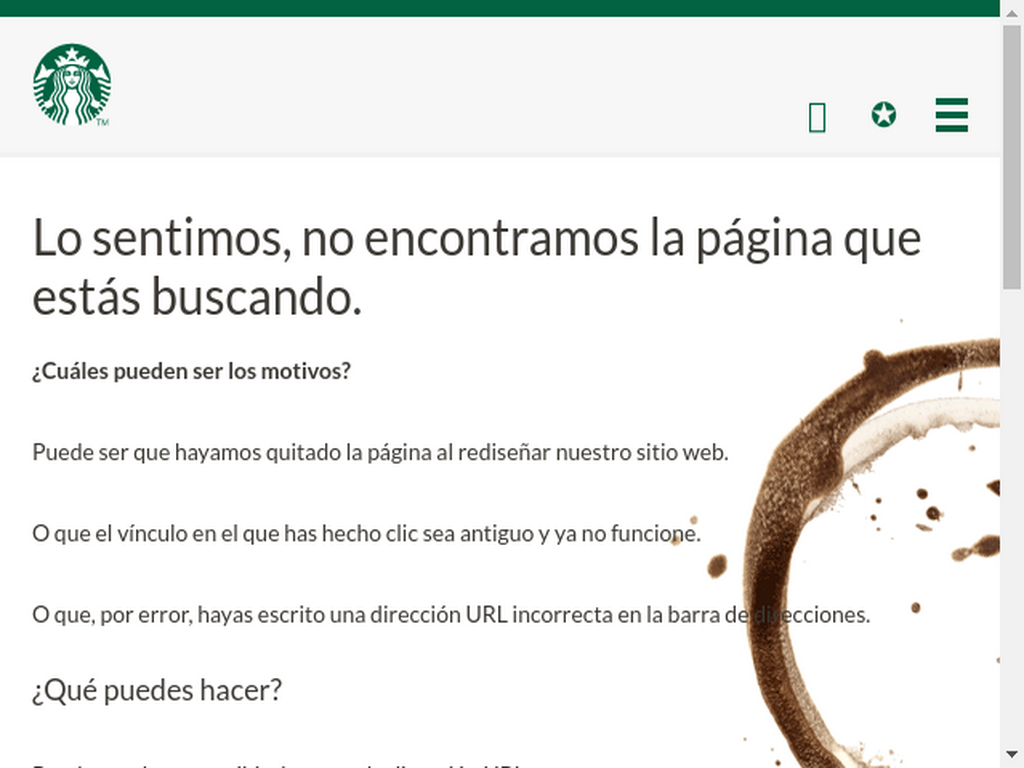 TM
Lo sentimos, no encontramos la página que
estás buscando.
¿Cuáles pueden ser los motivos?
Puede ser que hayamos quitado la página al rediseñar nuestro sitio web.
O que el vínculo en el que has hecho clic sea antiguo y ya no funcione.
O que, por error, hayas escrito una dirección URL incorrecta en la barra de direcciones.
¿Qué puedes hacer?